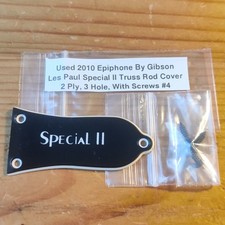 Used 2010 Epiphone By Gibson
Les Paul Special II Truss Rod Cover
2 Ply, 3 Hole, With Screws #4
SPECIAL II